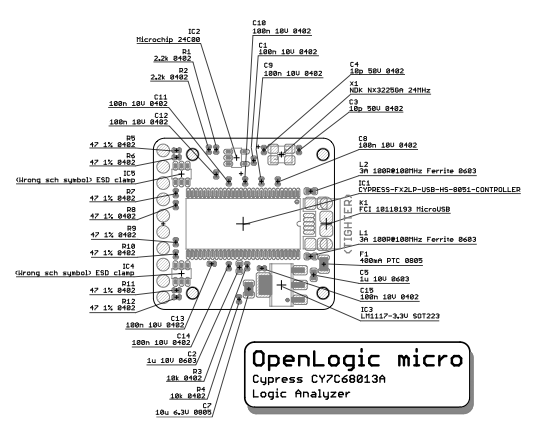 C10
100n 10V 0402
IC2
Microchip 24C00
C1
100n 10V 0402
R1
2.2k 0402
C9
100n 10V 0402
R2
2.2k 0402
C4
10p 50V 0402
X1
NDK NX3225GA 24MHz
C11
100n 10V 0402
C3
10p 50V 0402
C12
100n 10V 0402
R5
47 1% 0402
C8
100n 10V 0402
R6
47 1% 0402
L2
3A 100R@100MHz Ferrite 0603
IC5
(Wrong sch symbol) ESD clamp
IC1
CYPRESS-FX2LP-USB-HS-8051-CONTROLLER
R7
47 1% 0402
K1
FCI 10118193 MicroUSB
R8
47 1% 0402
(TIGHTER)
R9
47 1% 0402
L1
3A 100R@100MHz Ferrite 0603
R10
47 1% 0402
F1
400mA PTC 0805
IC4
(Wrong sch symbol) ESD clamp
C5
1u 10V 0603
R11
47 1% 0402
C15
100n 10V 0402
R12
47 1% 0402
IC3
LM1117-3.3V SOT223
C13
100n 10V 0402
C14
100n 10V 0402
C2
1u 10V 0603
R3
10k 0402
R4
10k 0402
C7
10u 6.3V 0805
OpenLogic micro
Cypress CY7C68013A
Logic Analyzer